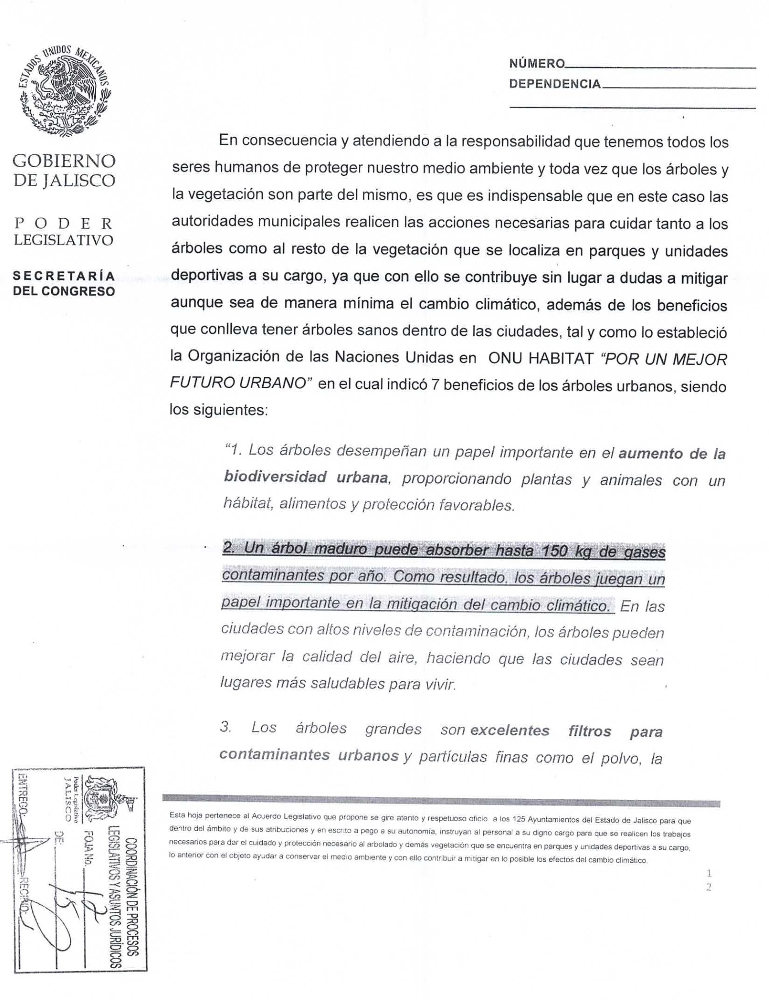 ESTADOS UNIDOS MEXICANOS
GOBIERNO
DE JALISCO
PODER
LEGISLATIVO
SECRETARÍA
DEL CONGRESO
NÚMERO
DEPENDENCIA
En consecuencia y atendiendo a la responsabilidad que tenemos todos los
seres humanos de proteger nuestro medio ambiente y toda vez que los árboles y
la vegetación son parte del mismo, es que es indispensable que en este caso las
autoridades municipales realicen las acciones necesarias para cuidar tanto a los
árboles como al resto de la vegetación que se localiza en parques y unidades
deportivas a su cargo, ya que con ello se contribuye sin lugar a dudas a mitigar
aunque sea de manera mínima el cambio climático, además de los beneficios
que conlleva tener árboles sanos dentro de las ciudades, tal y como lo estableció
la Organización de las Naciones Unidas en ONU HABITAT “POR UN MEJOR
FUTURO URBANO” en el cual indicó 7 beneficios de los árboles urbanos, siendo
los siguientes:
“1. Los árboles desempeñan un papel importante en el aumento de la
biodiversidad urbana, proporcionando plantas y animales con un
hábitat, alimentos y protección favorables.
2. Un árbol maduro puede absorber hasta 150 kg de gases
contaminantes por año. Como resultado, los árboles juegan un
papel importante en la mitigación del cambio climático. En las
ciudades con altos niveles de contaminación, los árboles pueden
mejorar la calidad del aire, haciendo que las ciudades sean
lugares más saludables para vivir.
3. Los árboles grandes son excelentes filtros para
contaminantes urbanos y partículas finas como el polvo, la
Esta hoja pertenece al Acuerdo Legislativo que propone se gire atento y respetuoso oficio a los 125 Ayuntamientos del Estado de Jalisco para que
dentro del ámbito y de sus atribuciones y en escrito a pego a su autonomía, instruyan al personal a su digno cargo para que se realicen los trabajos
necesarios para dar el cuidado y protección necesario al arbolado y demás vegetación que se encuentra en parques y unidades deportivas a su cargo,
lo anterior con el objeto ayudar a conservar el medio ambiente y con ello contribuir a mitigar en lo posible los efectos del cambio climático.
1
2
COORDINACIÓN DE PROCESOS
LEGISLATIVOS Y ASUNTOS JURÍDICOS
Poder Legislativo
JALISCO
FOJA No. 12
DE: 15
ENTREGO: RECIBIO: